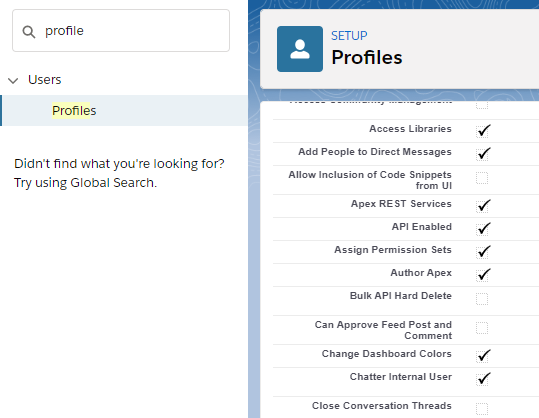 profile
Users
Profiles
Didn't find what you're looking for?
Try using Global Search.
SETUP
Profiles
Access Community Management
Access Libraries
Add People to Direct Messages
Allow Inclusion of Code Snippets
from UI
Apex REST Services
API Enabled
Assign Permission Sets
Author Apex
Bulk API Hard Delete
Can Approve Feed Post and
Comment
Change Dashboard Colors
Chatter Internal User
Close Conversation Threads